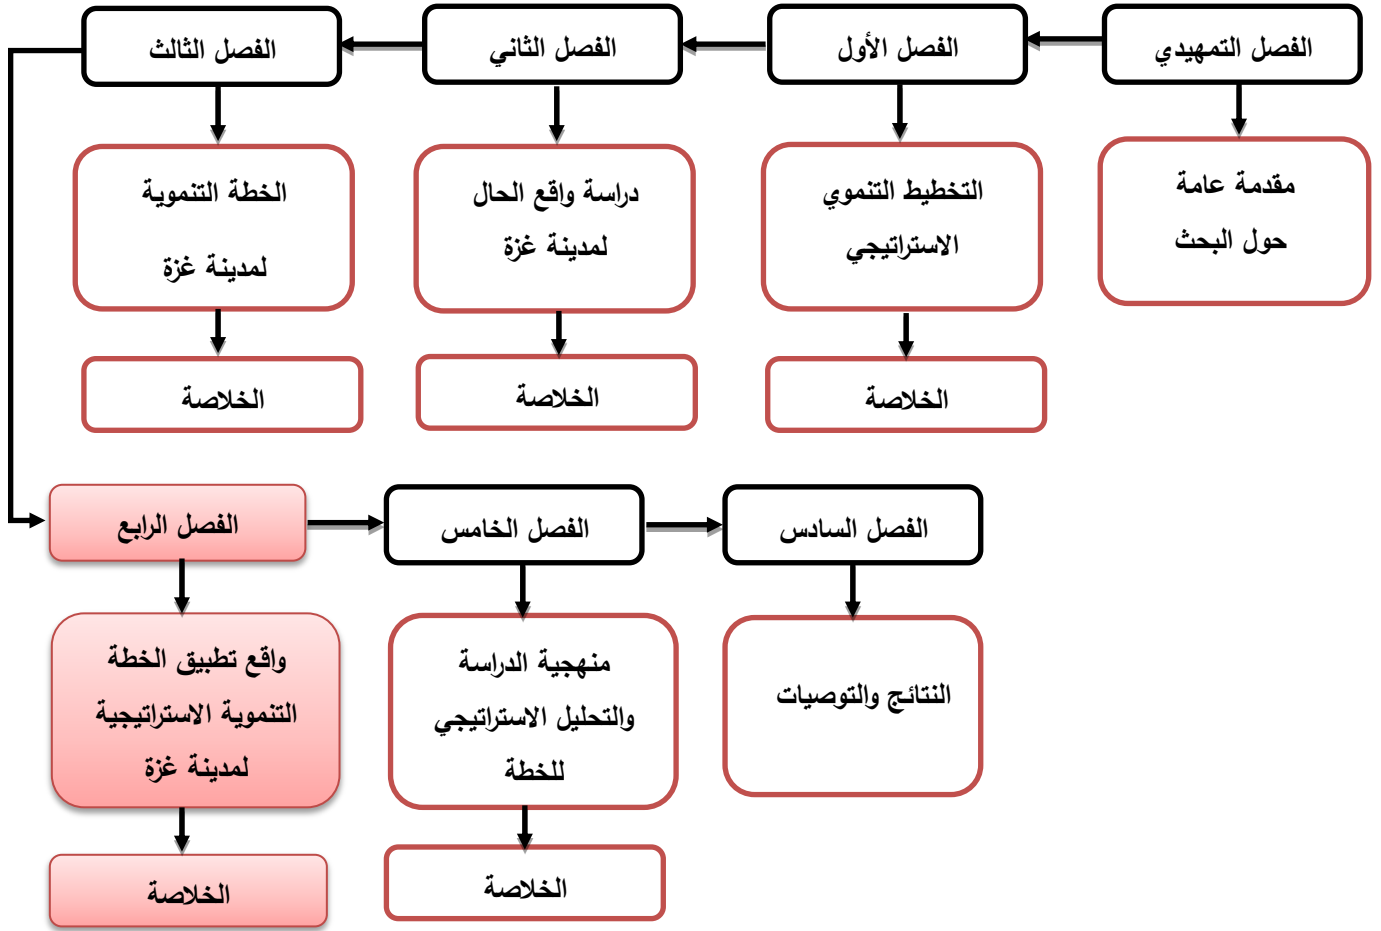 الفصل التمهيدي
الفصل الأول
الفصل الثاني
الفصل الثالث
مقدمة عامة
حول البحث
التخطيط التنموي
الاستراتيجي
دراسة واقع الحال
لمدينة غزة
الخطة التنموية
لمدينة غزة
الخلاصة
الخلاصة
الخلاصة
الفصل الرابع
الفصل الخامس
الفصل السادس
واقع تطبيق الخطة
التنموية الاستراتيجية
لمدينة غزة
منهجية الدراسة
والتحليل الاستراتيجي
للخطة
النتائج والتوصيات
الخلاصة
الخلاصة